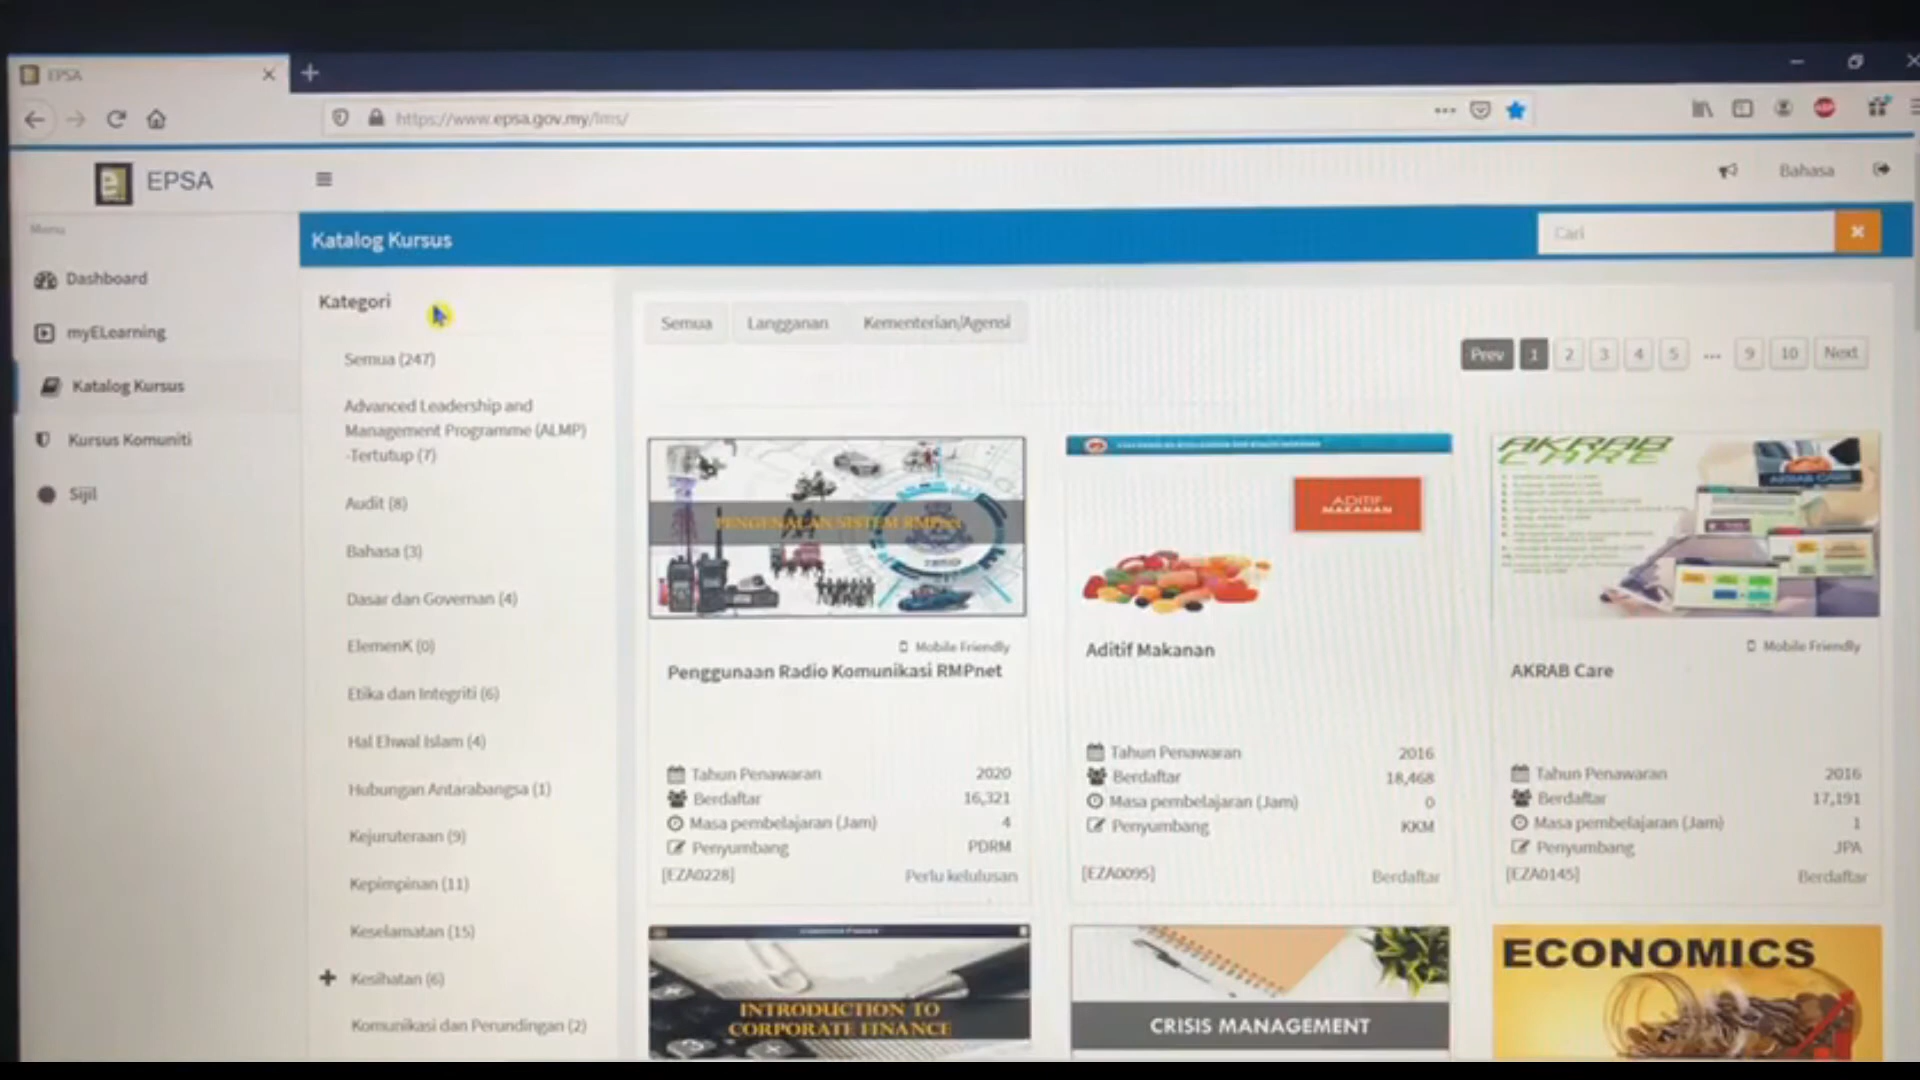 EPSA
https://www.epsa.gov.my/lms/
EPSA
Bahasa
Menu
Katalog Kursus
Cari
Dashboard
myELearning
Katalog Kursus
Kursus Komuniti
Sijil
Kategori
Semua (247)
Advanced Leadership and
Management Programme (ALMP)
-Tertutup (7)
Audit (8)
Bahasa (3)
Dasar dan Governan (4)
ElemenK (0)
Etika dan Integriti (6)
Hal Ehwal Islam (4)
Hubungan Antarabangsa (1)
Kejuruteraan (9)
Kepimpinan (11)
Keselamatan (15)
Kesihatan (6)
Komunikasi dan Perundingan (2)
Semua Langganan Kementerian/Agensi
Prev 1 2 3 4 5 ... 9 10 Next
PENGENALAN SISTEM RMPnet
Mobile Friendly
Penggunaan Radio Komunikasi RMPnet
Tahun Penawaran 2020
Berdaftar 16,321
Masa pembelajaran (Jam) 4
Penyumbang PDRM
[EZA0228] Perlu kelulusan
ADITIF
MAKANAN
Aditif Makanan
Tahun Penawaran 2016
Berdaftar 18,468
Masa pembelajaran (Jam) 0
Penyumbang KKM
[EZA0095] Berdaftar
AKRAB
CARE
AKRAB CARE
Mobile Friendly
AKRAB Care
Tahun Penawaran 2016
Berdaftar 17,191
Masa pembelajaran (Jam) 1
Penyumbang JPA
[EZA0145] Berdaftar
INTRODUCTION TO
CORPORATE FINANCE
CRISIS MANAGEMENT
ECONOMICS